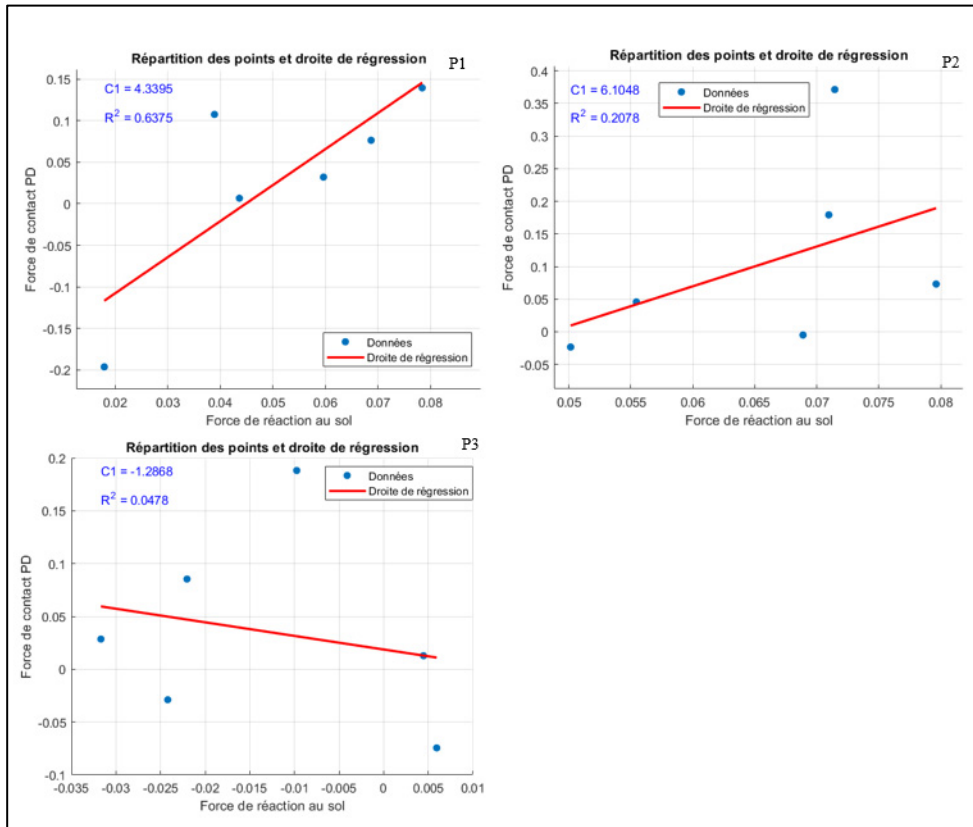 Répartition des points et droite de régression
P1
C1 = 4.3395
R² = 0.6375
Force de contact PD
0.15
0.1
0.05
0
-0.05
-0.1
-0.15
-0.2
Données
Droite de régression
0.02 0.03 0.04 0.05 0.06 0.07 0.08
Force de réaction au sol
Répartition des points et droite de régression
P2
C1 = 6.1048
R² = 0.2078
Données
Droite de régression
Force de contact PD
0.4
0.35
0.3
0.25
0.2
0.15
0.1
0.05
0
-0.05
0.05 0.055 0.06 0.065 0.07 0.075 0.08
Force de réaction au sol
Répartition des points et droite de régression
P3
C1 = -1.2868
R² = 0.0478
Données
Droite de régression
Force de contact PD
0.2
0.15
0.1
0.05
0
-0.05
-0.1
-0.035 -0.03 -0.025 -0.02 -0.015 -0.01 -0.005 0 0.005 0.01
Force de réaction au sol